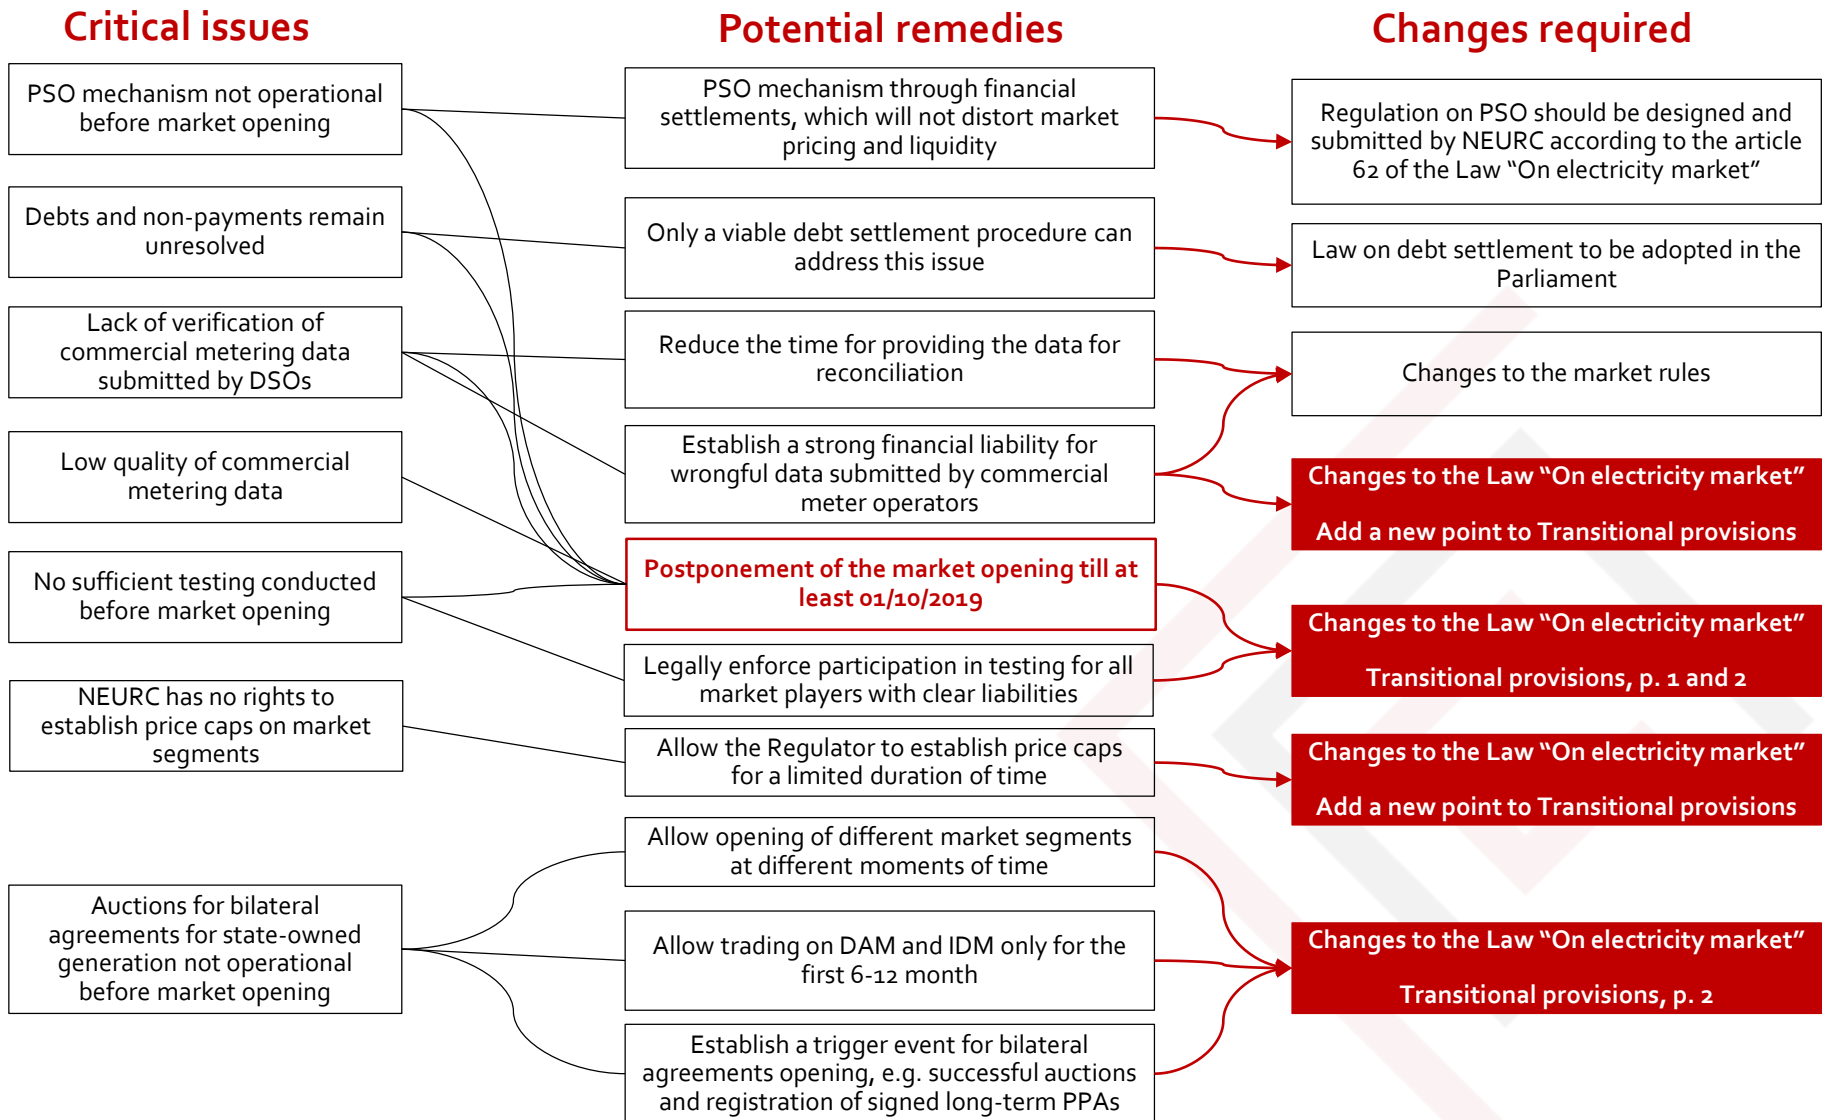 Critical issues
PSO mechanism not operational
before market opening
Debts and non-payments remain
unresolved
Lack of verification of
commercial metering data
submitted by DSOs
Low quality of commercial
metering data
No sufficient testing conducted
before market opening
NEURC has no rights to
establish price caps on market
segments
Auctions for bilateral
agreements for state-owned
generation not operational
before market opening
Potential remedies
PSO mechanism through financial
settlements, which will not distort market
pricing and liquidity
Only a viable debt settlement procedure can
address this issue
Reduce the time for providing the data for
reconciliation
Establish a strong financial liability for
wrongful data submitted by commercial
meter operators
Postponement of the market opening till at
least 01/10/2019
Legally enforce participation in testing for all
market players with clear liabilities
Allow the Regulator to establish price caps
for a limited duration of time
Allow opening of different market segments
at different moments of time
Allow trading on DAM and IDM only for the
first 6-12 month
Establish a trigger event for bilateral
agreements opening, e.g. successful auctions
and registration of signed long-term PPAs
Changes required
Regulation on PSO should be designed and
submitted by NEURC according to the article
62 of the Law “On electricity market”
Law on debt settlement to be adopted in the
Parliament
Changes to the market rules
Changes to the Law “On electricity market”
Add a new point to Transitional provisions
Changes to the Law “On electricity market”
Transitional provisions, p. 1 and 2
Changes to the Law “On electricity market”
Add a new point to Transitional provisions
Changes to the Law “On electricity market”
Transitional provisions, p. 2